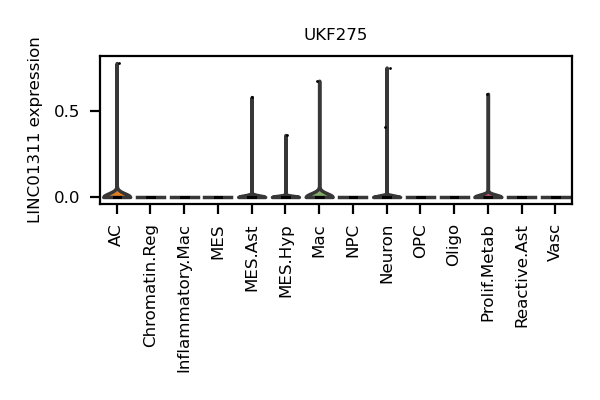 UKF275
LINC01311 expression
0.5
0.0
AC
Chromatin.Reg
Inflammatory.Mac
MES
MES.Ast
MES.Hyp
Mac
NPC
Neuron
OPC
Oligo
Prolif.Metab
Reactive.Ast
Vasc